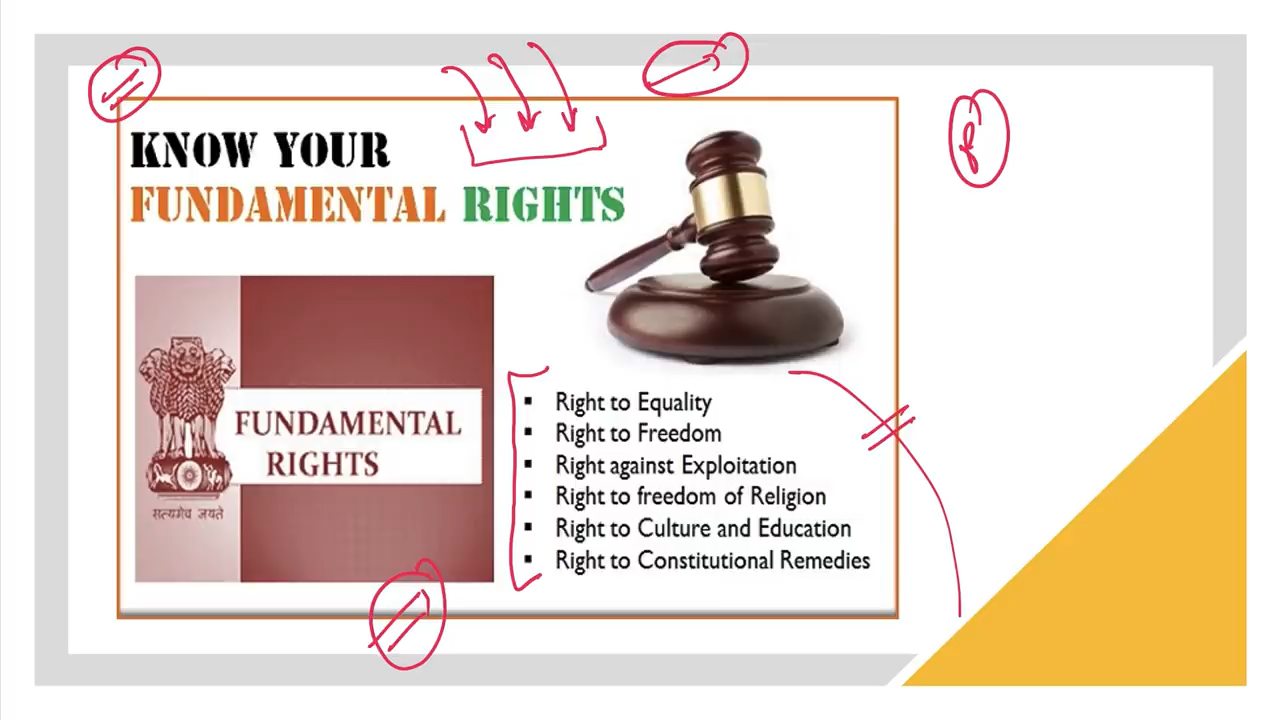 KNOW YOUR
FUNDAMENTAL RIGHTS
FUNDAMENTAL
RIGHTS
सत्यमेव जयते
▪ Right to Equality
▪ Right to Freedom
▪ Right against Exploitation
▪ Right to freedom of Religion
▪ Right to Culture and Education
▪ Right to Constitutional Remedies